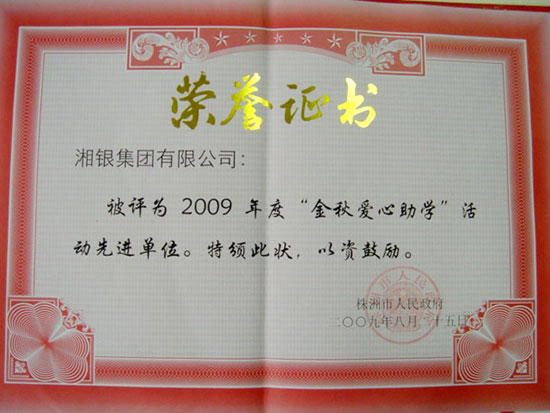 荣誉证书
湘银集团有限公司：
被评为 2009 年度“金秋爱心助学”活
动先进单位。特颁此状，以资鼓励。
株洲市人民政府
二〇〇九年八月二十五日